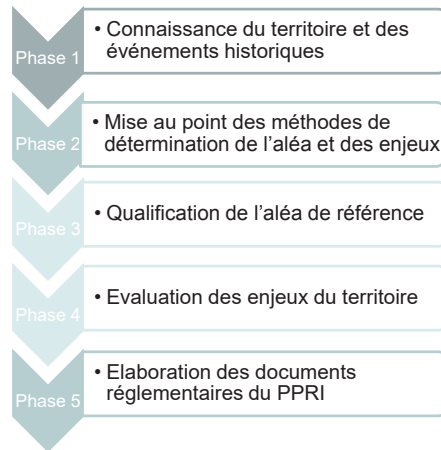 Phase 1
• Connaissance du territoire et des
événements historiques
Phase 2
• Mise au point des méthodes de
détermination de l'aléa et des enjeux
Phase 3
• Qualification de l'aléa de référence
Phase 4
• Evaluation des enjeux du territoire
Phase 5
• Elaboration des documents
réglementaires du PPRI